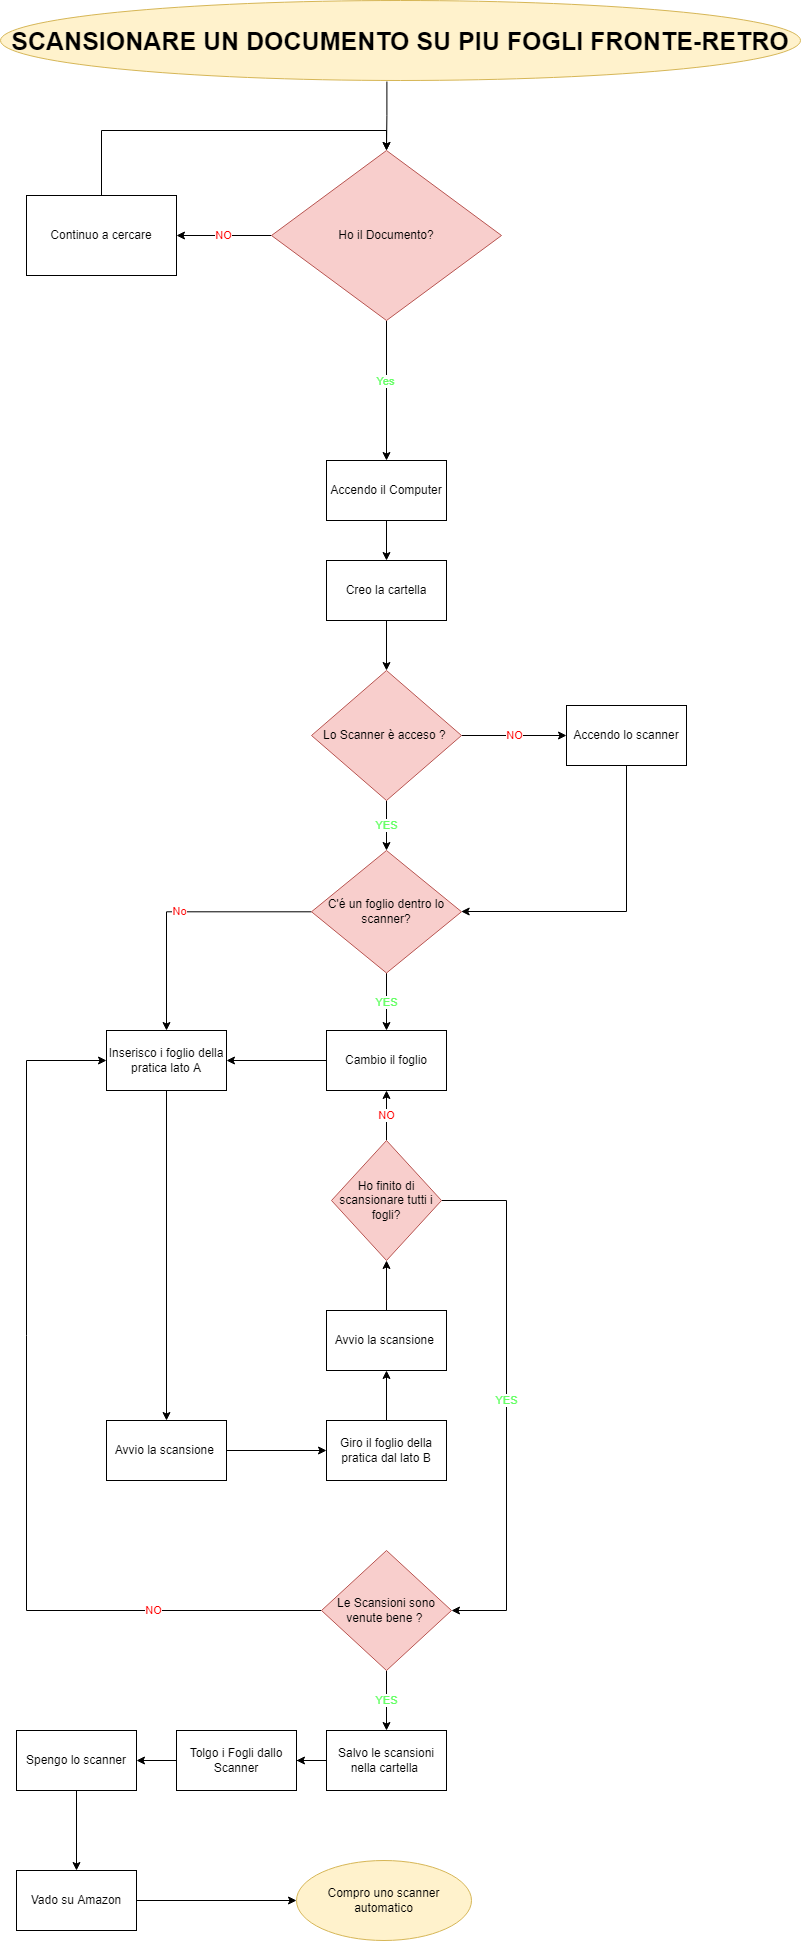 SCANSIONARE UN DOCUMENTO SU PIU FOGLI FRONTE-RETRO
Continuo a cercare
NO
Ho il Documento?
Yes
Accendo il Computer
Creo la cartella
Lo Scanner è acceso ?
NO
Accendo lo scanner
YES
C'é un foglio dentro lo
scanner?
No
YES
Inserisco i foglio della
pratica lato A
Cambio il foglio
NO
Ho finito di
scansionare tutti i
fogli?
Avvio la scansione
YES
Avvio la scansione
Giro il foglio della
pratica dal lato B
Le Scansioni sono
venute bene ?
NO
YES
Spengo lo scanner
Tolgo i Fogli dallo
Scanner
Salvo le scansioni
nella cartella
Vado su Amazon
Compro uno scanner
automatico